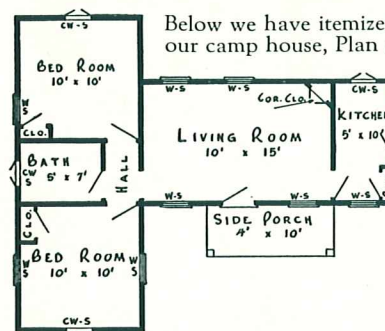 Below we have itemize
our camp house, Plan
CW-S
BED ROOM
10' x 10'
W-S
W-S
CW-S
W
S
CLO.
COR. CLO.
KITCHE
5' x 10'
LIVING ROOM
10' x 15'
BATH
5' x 7'
CW
S
HALL
W-S
W-S
W-S
CLO.
SIDE PORCH
4' x 10'
BED ROOM
10' x 10'
W
S
W
S
CW-S